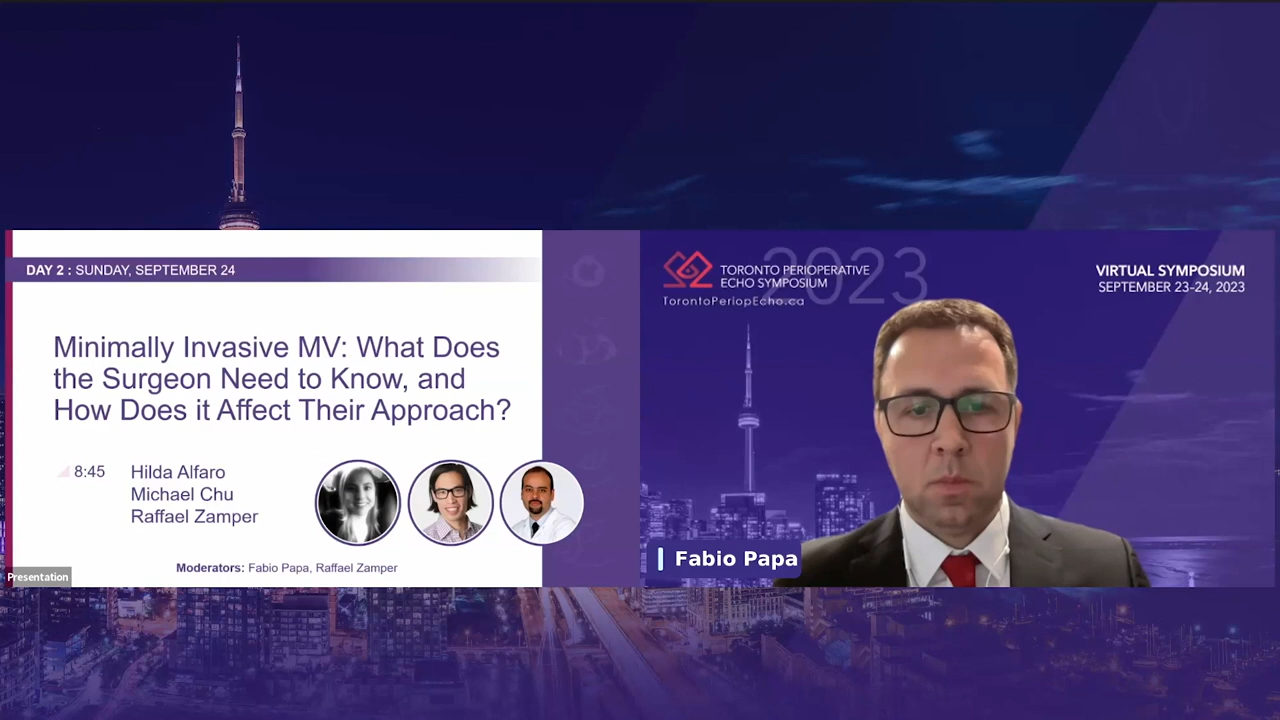 DAY 2 : SUNDAY, SEPTEMBER 24
Minimally Invasive MV: What Does
the Surgeon Need to Know, and
How Does it Affect Their Approach?
8:45
Hilda Alfaro
Michael Chu
Raffael Zamper
Moderators: Fabio Papa, Raffael Zamper
Presentation
2023
TORONTO PERIOPERATIVE
ECHO SYMPOSIUM
TorontoPeriopEcho.ca
VIRTUAL SYMPOSIUM
SEPTEMBER 23-24, 2023
Fabio Papa